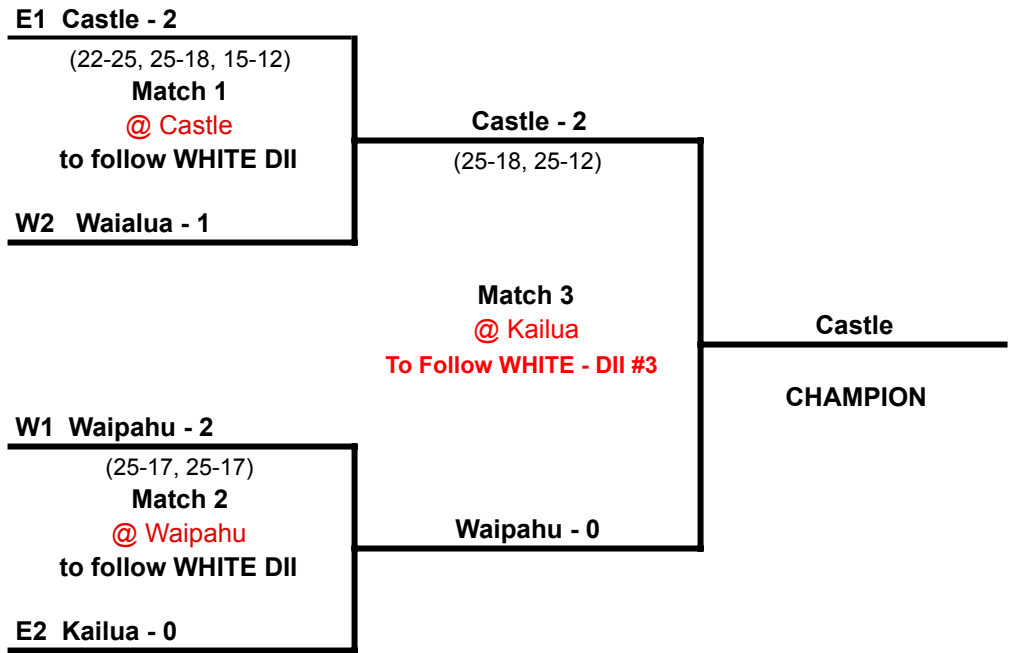 E1 Castle - 2
(22-25, 25-18, 15-12)
Match 1
@ Castle
to follow WHITE DII
W2 Waialua - 1
Castle - 2
(25-18, 25-12)
Match 3
@ Kailua
To Follow WHITE - DII #3
Castle
CHAMPION
W1 Waipahu - 2
(25-17, 25-17)
Match 2
@ Waipahu
to follow WHITE DII
E2 Kailua - 0
Waipahu - 0